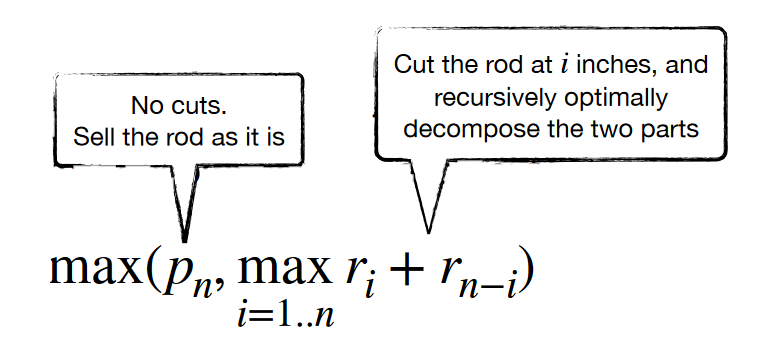 No cuts.
Sell the rod as it is
Cut the rod at i inches, and
recursively optimally
decompose the two parts
max(pₙ, max rᵢ + rₙ₋ᵢ)
i=1..n